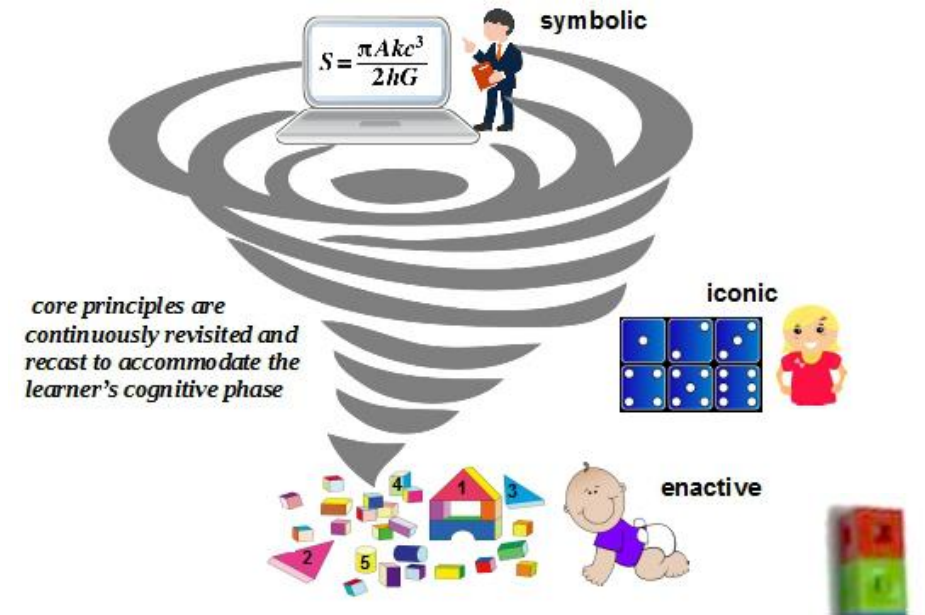 symbolic
S = πAkc³ / 2hG
iconic
core principles are
continuously revisited and
recast to accommodate the
learner's cognitive phase
enactive
4
1
3
2
5